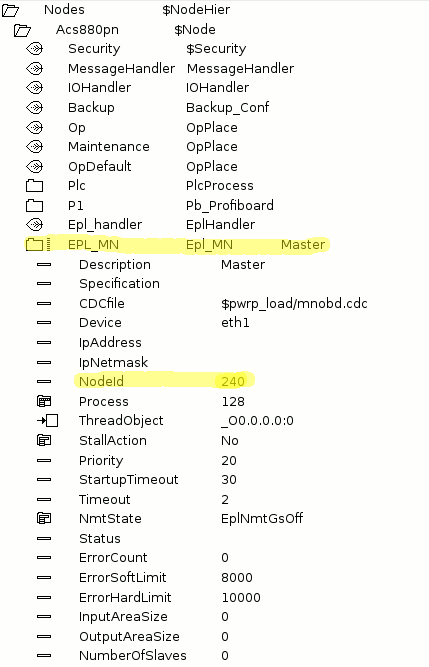 Nodes $NodeHier
Acs880pn $Node
Security $Security
MessageHandler MessageHandler
IOHandler IOHandler
Backup Backup_Conf
Op OpPlace
Maintenance OpPlace
OpDefault OpPlace
Plc PlcProcess
P1 Pb_Profiboard
Epl_handler EplHandler
EPL_MN Epl_MN Master
Description Master
Specification
CDCfile $pwrp_load/mnobd.cdc
Device eth1
IpAddress
IpNetmask
NodeId 240
Process 128
ThreadObject _O0.0.0.0:0
StallAction No
Priority 20
StartupTimeout 30
Timeout 2
NmtState EplNmtGsOff
Status
ErrorCount 0
ErrorSoftLimit 8000
ErrorHardLimit 10000
InputAreaSize 0
OutputAreaSize 0
NumberOfSlaves 0